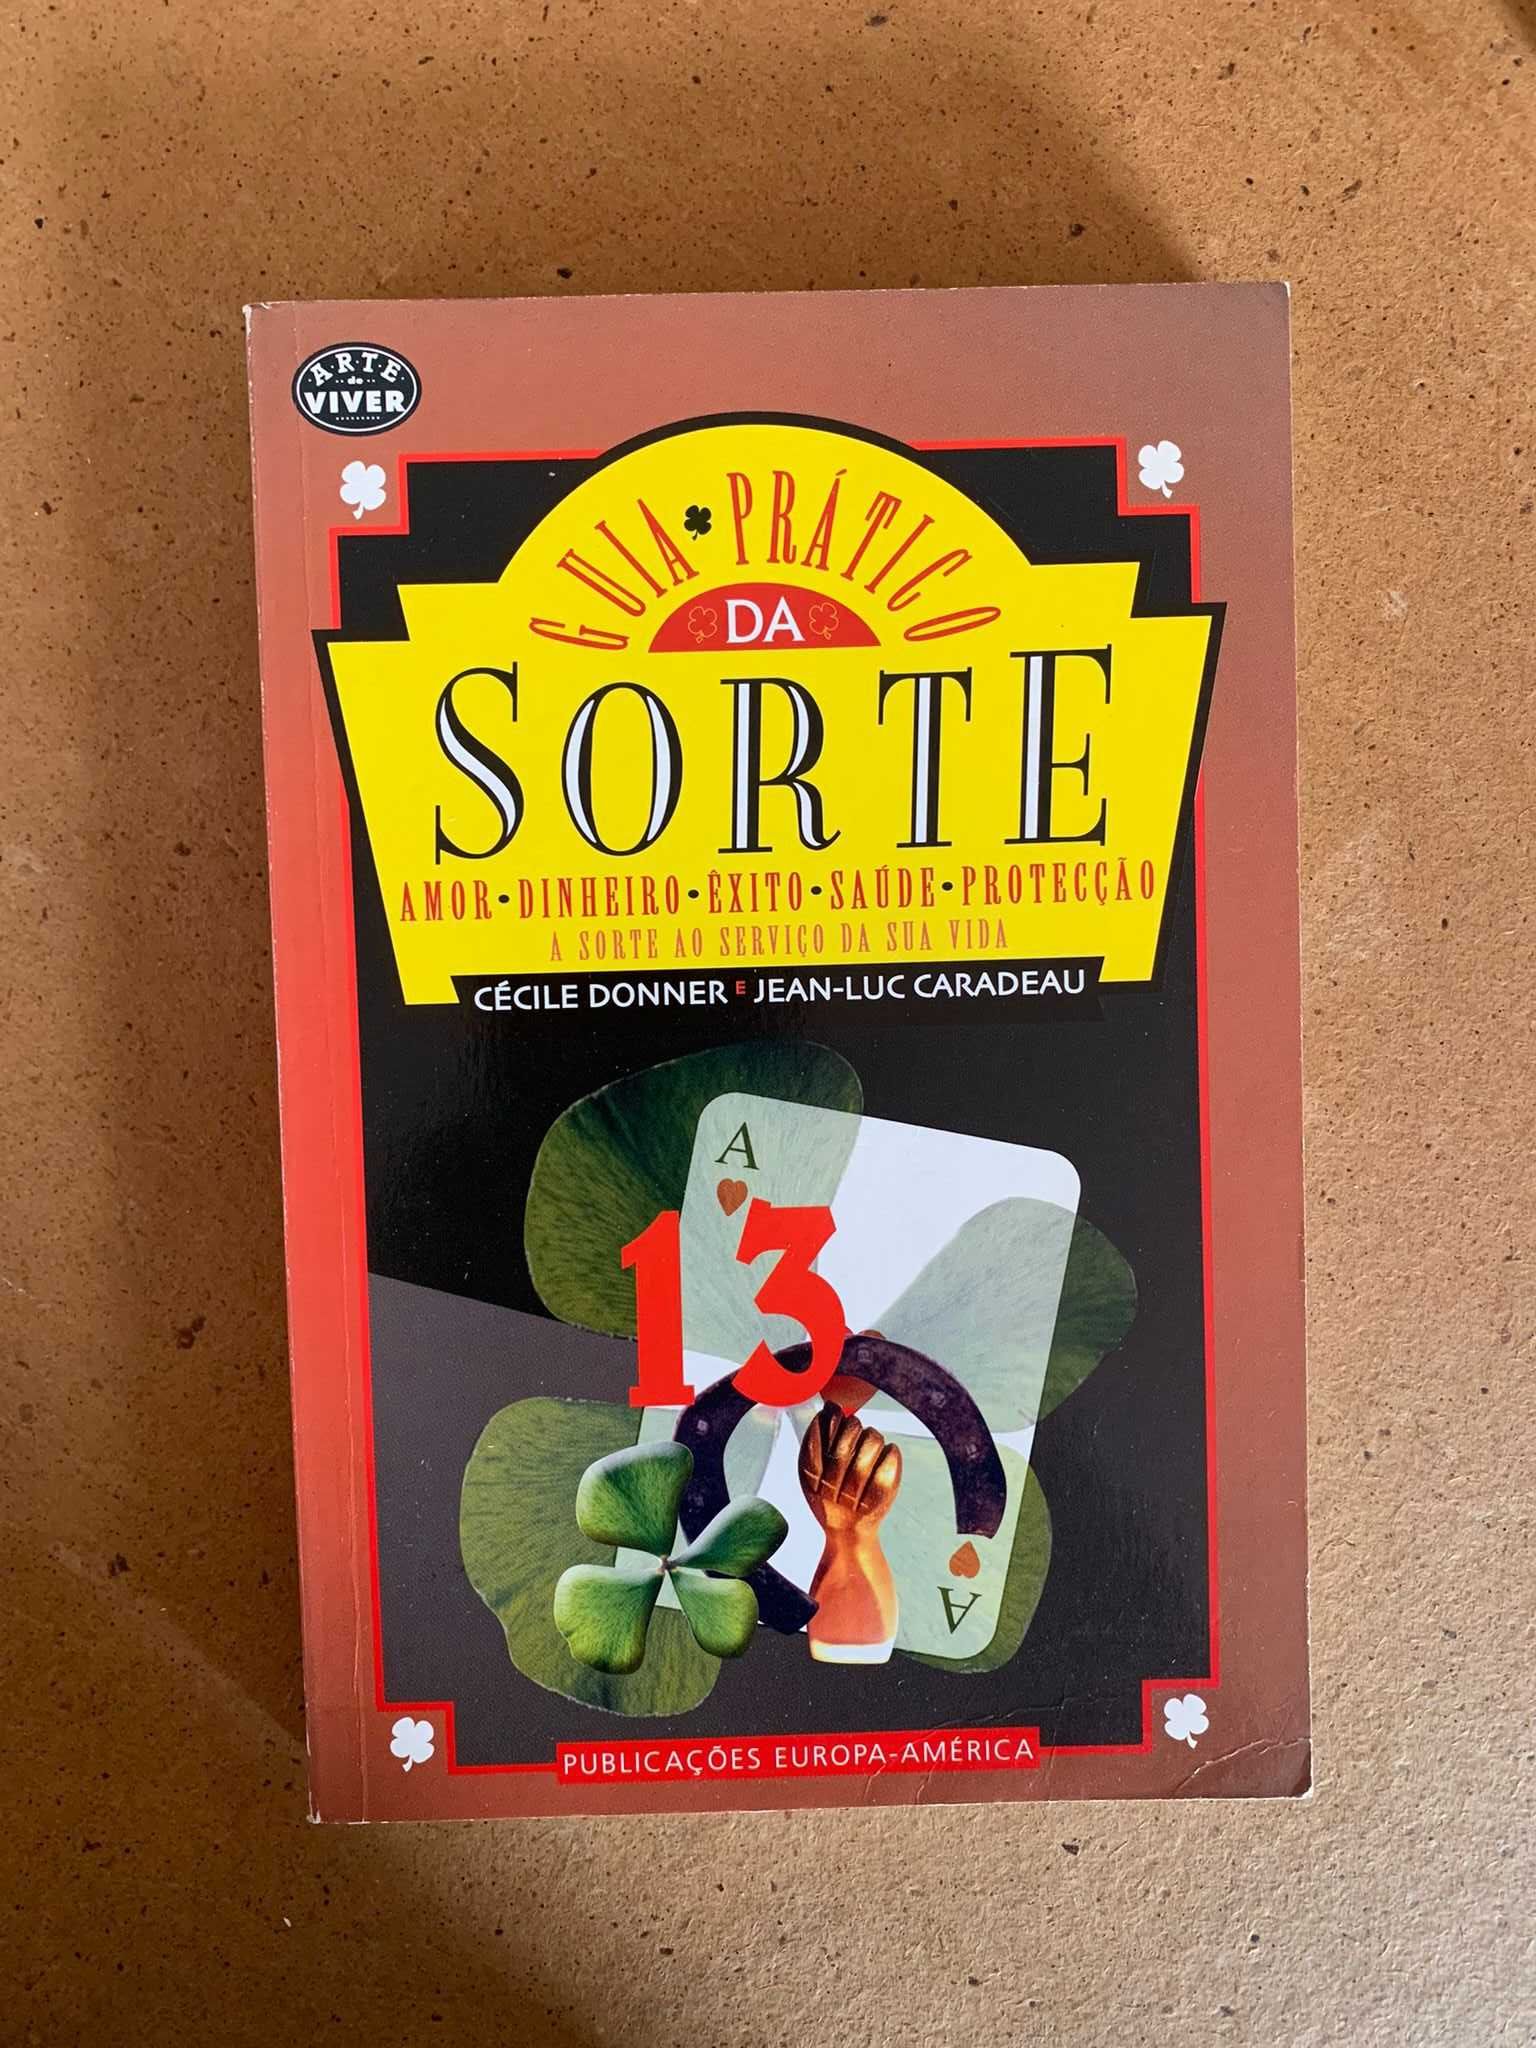 ARTE
de
VIVER
GUIA PRÁTICO
DA
SORTE
AMOR • DINHEIRO • ÊXITO • SAÚDE • PROTECÇÃO
A SORTE AO SERVIÇO DA SUA VIDA
CÉCILE DONNER E JEAN-LUC CARADEAU
A
13
A
PUBLICAÇÕES EUROPA-AMÉRICA